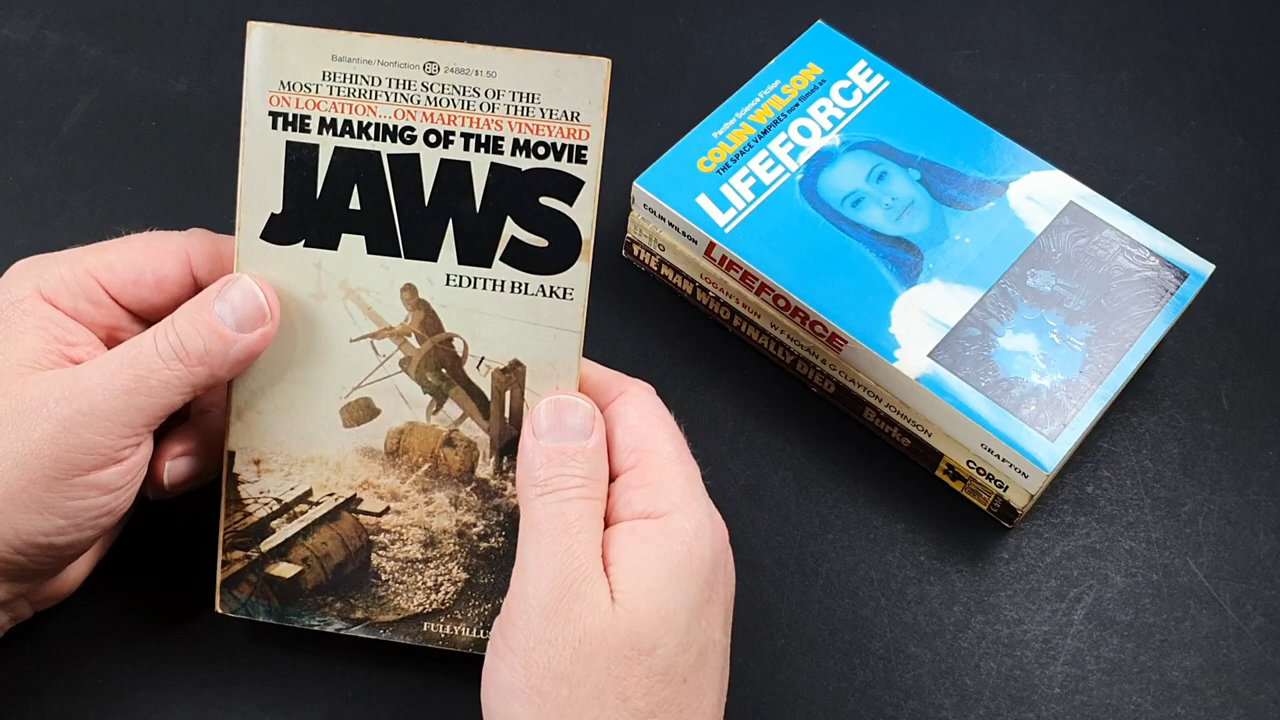 Ballantine/Nonfiction BB 24882/$1.50
BEHIND THE SCENES OF THE
MOST TERRIFYING MOVIE OF THE YEAR
ON LOCATION...ON MARTHA'S VINEYARD
THE MAKING OF THE MOVIE
JAWS
EDITH BLAKE
FULLY ILLUS
Panther Science Fiction
COLIN WILSON
THE SPACE VAMPIRES now filmed as
LIFEFORCE
COLIN WILSON LIFEFORCE GRAFTON
LOGAN'S RUN W F NOLAN & G CLAYTON JOHNSON CORGI
THE MAN WHO FINALLY DIED Burke